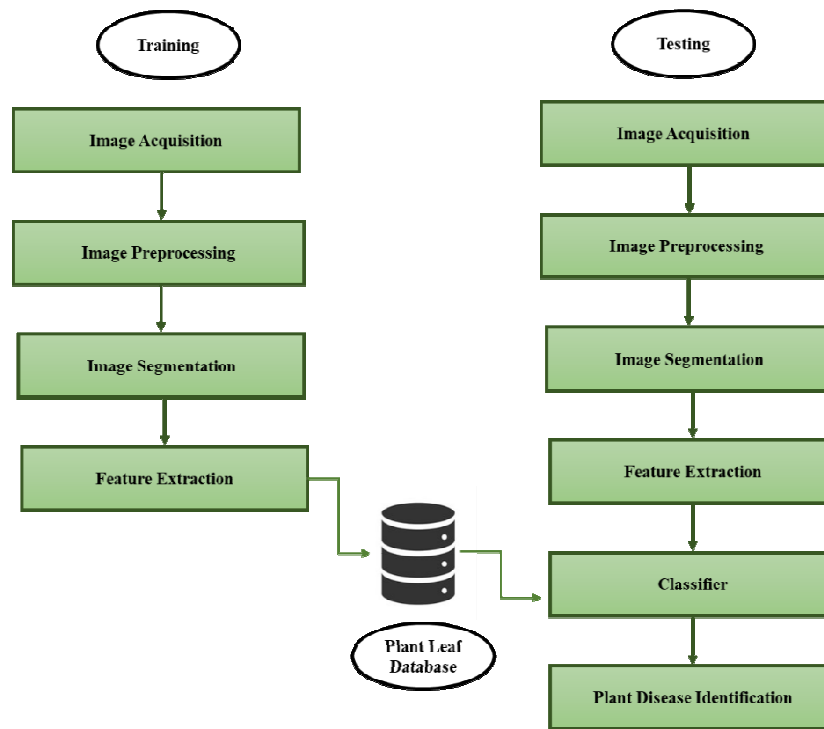 Training
Image Acquisition
Image Preprocessing
Image Segmentation
Feature Extraction
Plant Leaf
Database
Testing
Image Acquisition
Image Preprocessing
Image Segmentation
Feature Extraction
Classifier
Plant Disease Identification